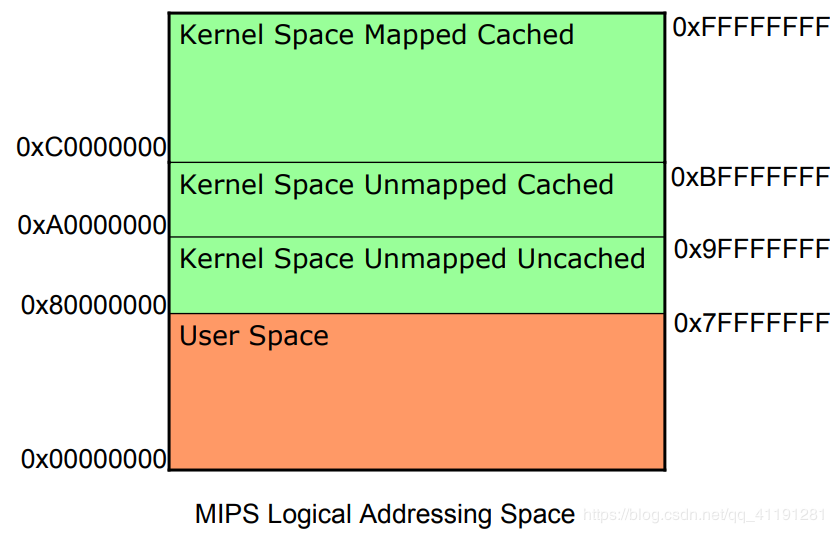 Kernel Space Mapped Cached
0xFFFFFFFF
0xC0000000
Kernel Space Unmapped Cached
0xBFFFFFFF
0xA0000000
Kernel Space Unmapped Uncached
0x9FFFFFFF
0x80000000
User Space
0x7FFFFFFF
0x00000000
MIPS Logical Addressing Space
https://blog.csdn.net/qq_41191281